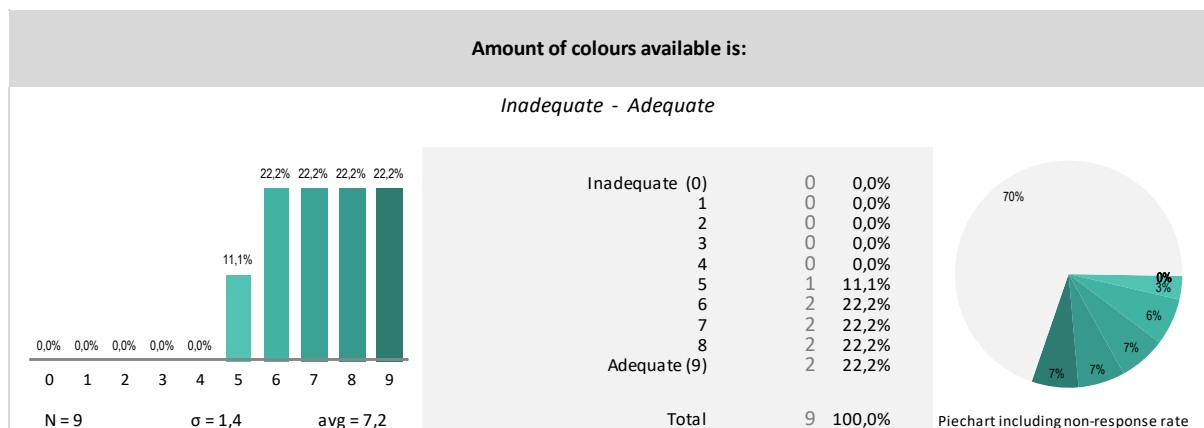 Amount of colours available is:
Inadequate - Adequate
22,2% 22,2% 22,2% 22,2%
11,1%
0,0% 0,0% 0,0% 0,0% 0,0%
0 1 2 3 4 5 6 7 8 9
N = 9 σ = 1,4 avg = 7,2
Inadequate (0) 0 0,0%
1 0 0,0%
2 0 0,0%
3 0 0,0%
4 0 0,0%
5 1 11,1%
6 2 22,2%
7 2 22,2%
8 2 22,2%
Adequate (9) 2 22,2%
Total 9 100,0%
70%
0%
3%
6%
7%
7%
7%
Piechart including non-response rate